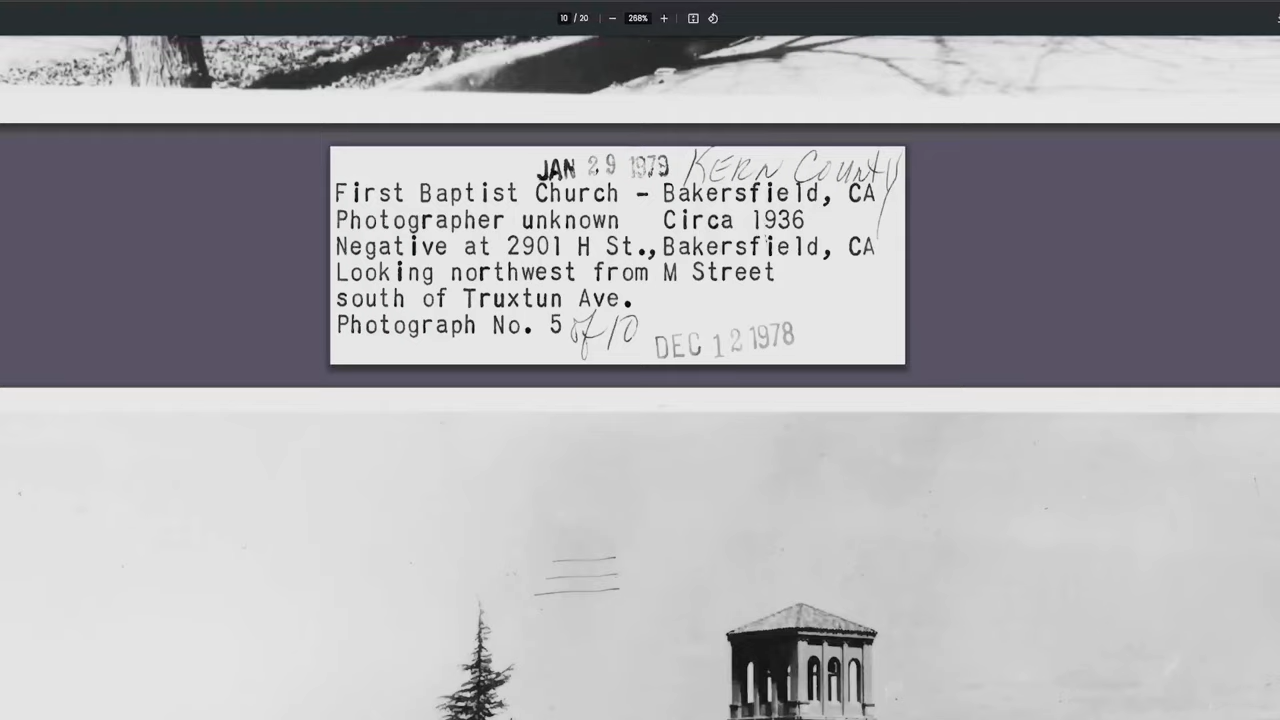 10 / 20 268%
JAN 29 1979 KERN COUNTY
First Baptist Church - Bakersfield, CA
Photographer unknown Circa 1936
Negative at 2901 H St., Bakersfield, CA
Looking northwest from M Street
south of Truxtun Ave.
Photograph No. 5 of 10
DEC 12 1978